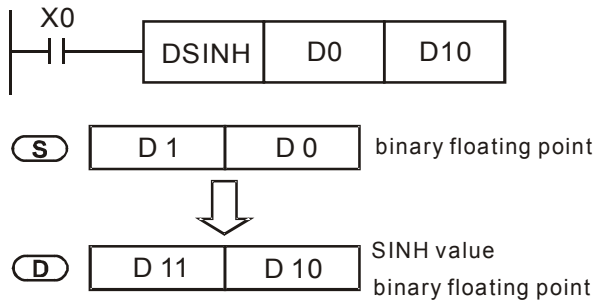 X0
DSINH D0 D10
S D 1 D 0 binary floating point
D D 11 D 10 SINH value
binary floating point